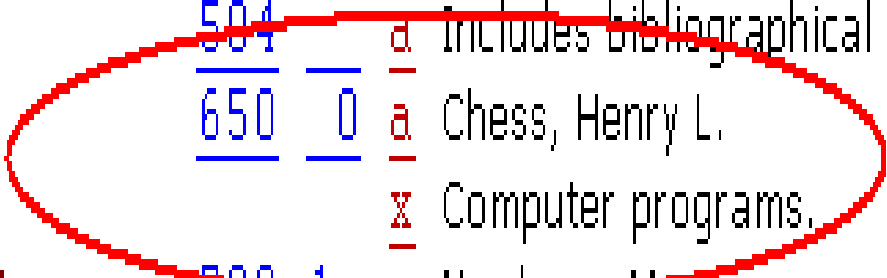 504 a Includes bibliographical
650 0 a Chess, Henry L.
x Computer programs.